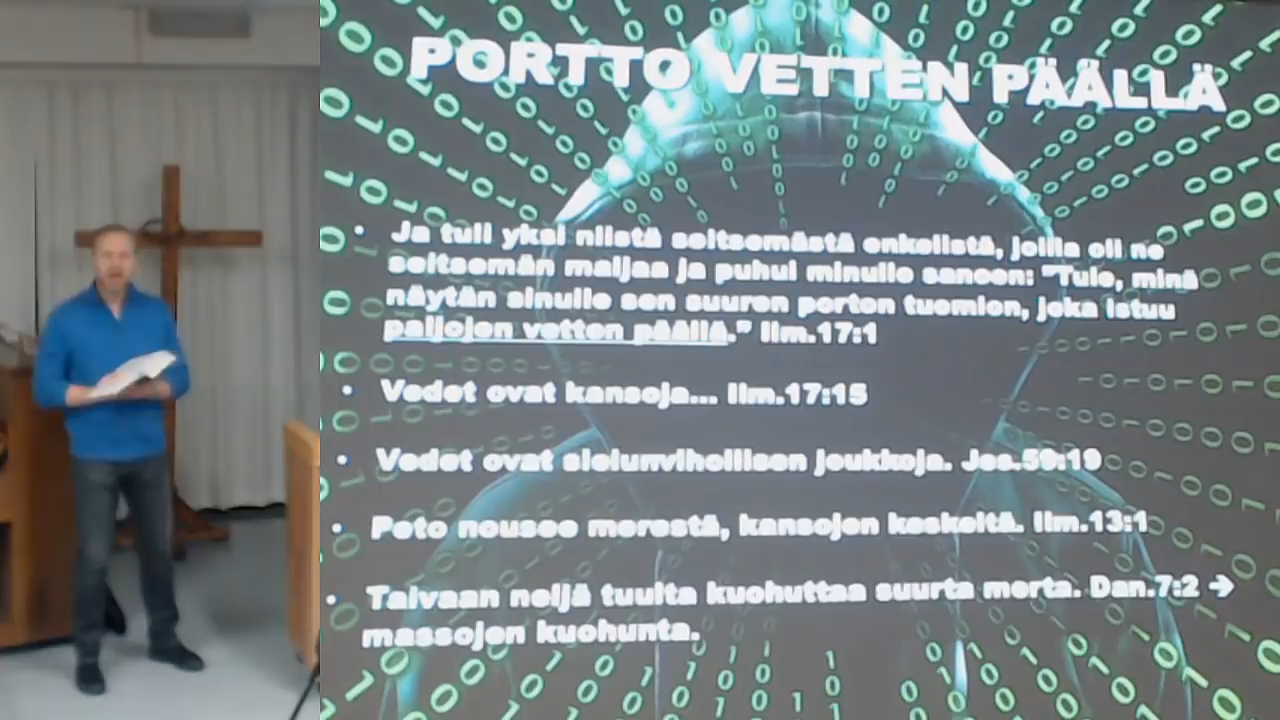 PORTTO VETTEN PÄÄLLÄ
• Ja tuli yksi niistä seitsemästä enkelistä, joilla oli ne
seitsemän maljaa ja puhui minulle sanoen: "Tule, minä
näytän sinulle sen suuren porton tuomion, joka istuu
paljojen vetten päällä." Ilm.17:1
• Vedet ovat kansoja... Ilm.17:15
• Vedet ovat sielunvihollisen joukkoja. Jes.59:19
• Peto nousee merestä, kansojen keskeltä. Ilm.13:1
• Taivaan neljä tuulta kuohuttaa suurta merta. Dan.7:2 →
massojen kuohunta.